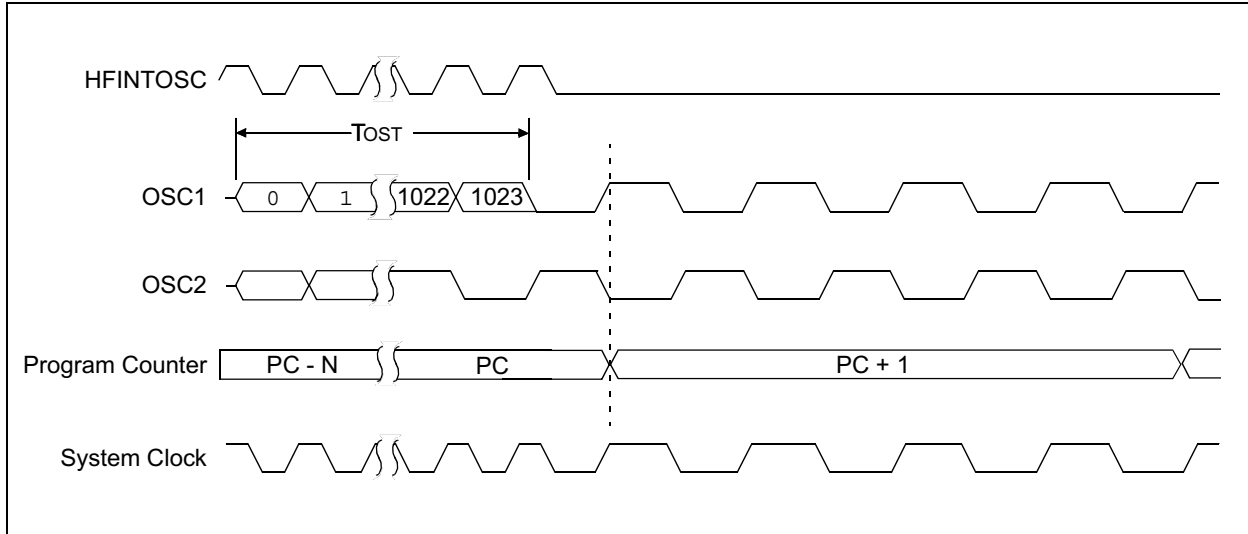 HFINTOSC
TOST
OSC1 0 1 1022 1023
OSC2
Program Counter PC - N PC PC + 1
System Clock